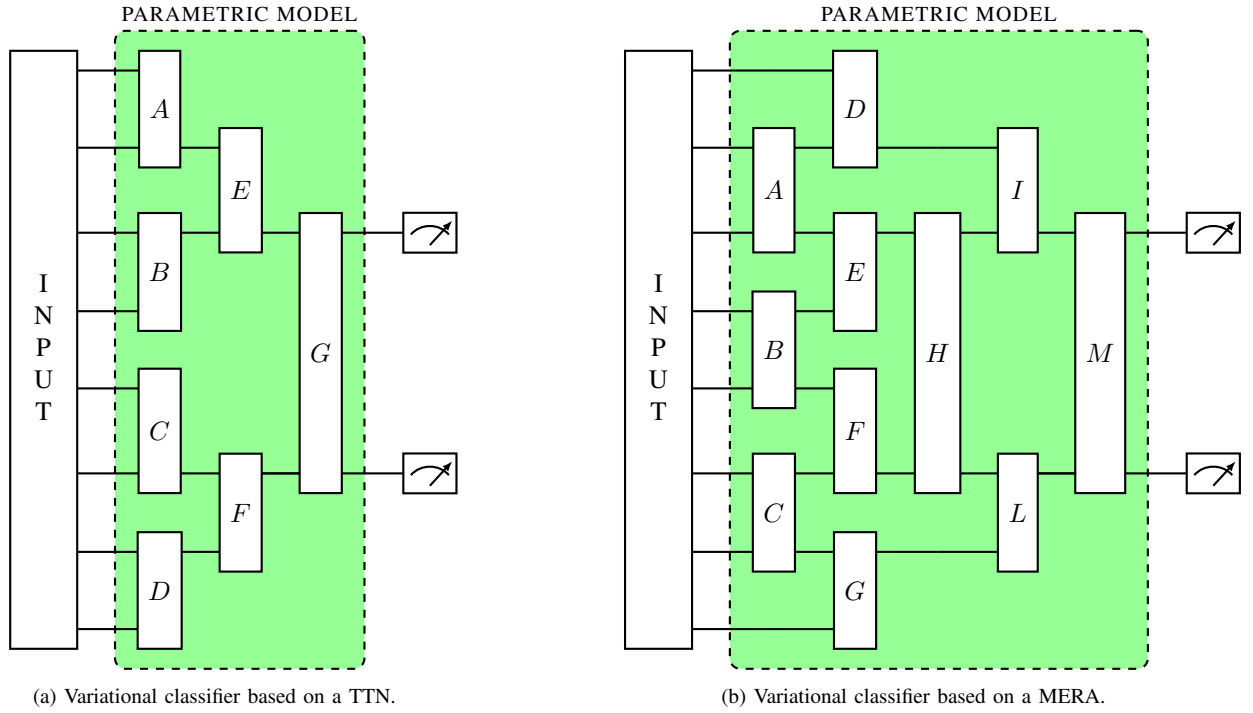 PARAMETRIC MODEL
I
N
P
U
T
A
B
C
D
E
F
G
(a) Variational classifier based on a TTN.
PARAMETRIC MODEL
I
N
P
U
T
A
B
C
D
E
F
G
H
I
L
M
(b) Variational classifier based on a MERA.